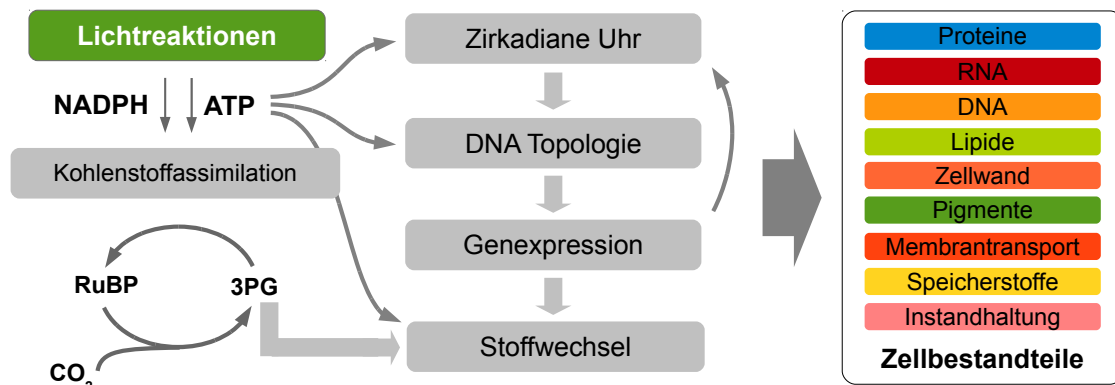 Lichtreaktionen
NADPH
ATP
Kohlenstoffassimilation
RuBP
3PG
CO2
Zirkadiane Uhr
DNA Topologie
Genexpression
Stoffwechsel
Proteine
RNA
DNA
Lipide
Zellwand
Pigmente
Membrantransport
Speicherstoffe
Instandhaltung
Zellbestandteile